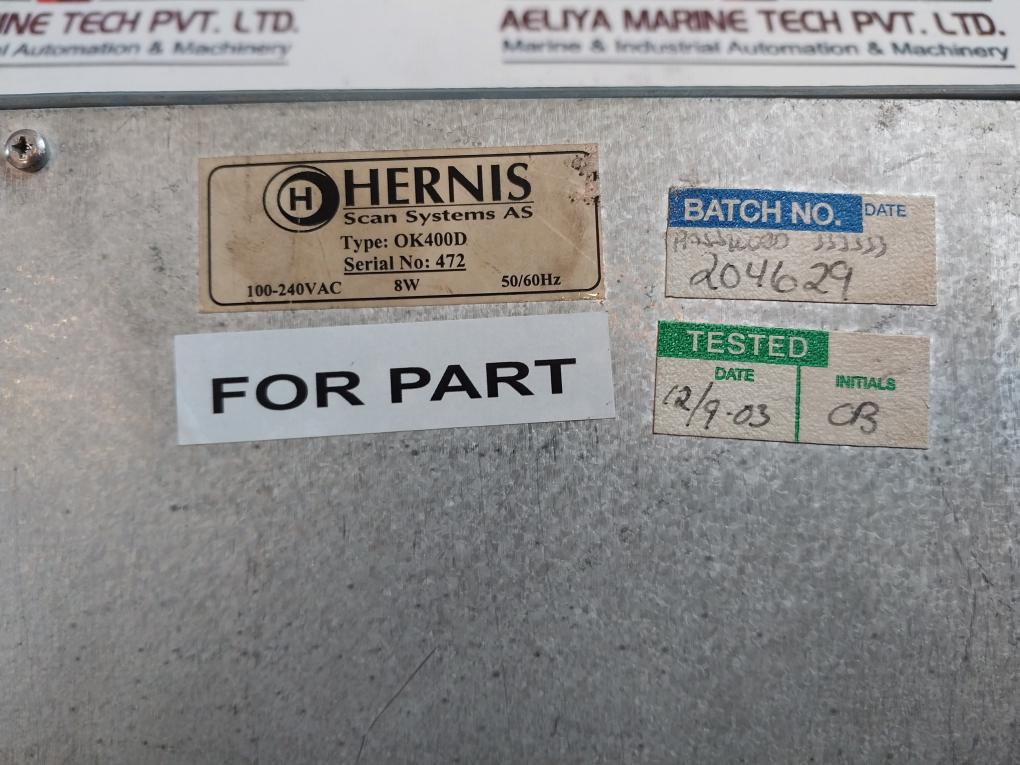 INE TECH PVT. LTD.
l Automation & Machinery
AELIYA MARINE TECH PVT. LTD.
Marine & Industrial Automation & Machinery
H HERNIS
Scan Systems AS
Type: OK400D
Serial No: 472
100-240VAC 8W 50/60Hz
FOR PART
BATCH NO. DATE
333333
204629
TESTED
DATE INITIALS
12/9-03 CB